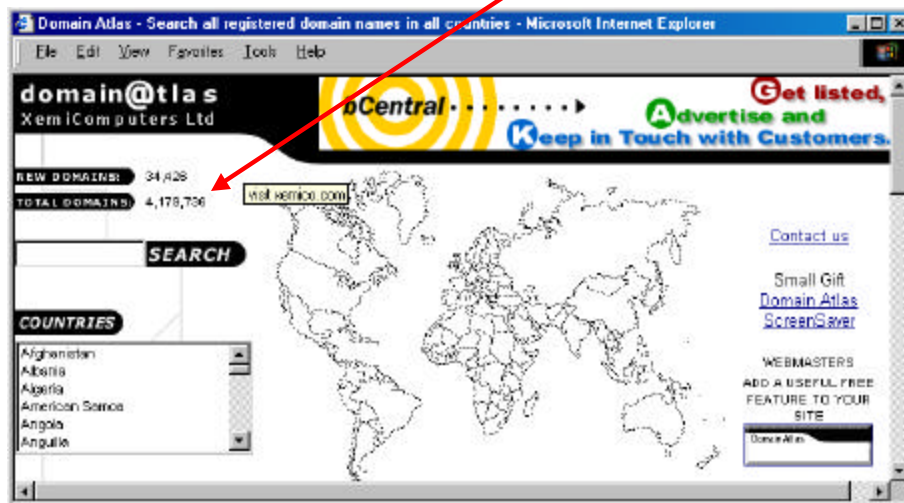 Domain Atlas - Search all registered domain names in all countries - Microsoft Internet Explorer
File Edit View Favorites Tools Help
domain@tlas
XemiComputers Ltd
bCentral
Get listed,
Advertise and
Keep in Touch with Customers.
NEW DOMAINS: 34,426
TOTAL DOMAINS: 4,178,736
visit xemico.com
SEARCH
Contact us
Small Gift
Domain Atlas
ScreenSaver
COUNTRIES
Afghanistan
Albania
Algeria
American Samoa
Angola
Anguilla
WEBMASTERS
ADD A USEFUL FREE
FEATURE TO YOUR
SITE
Domain Atlas